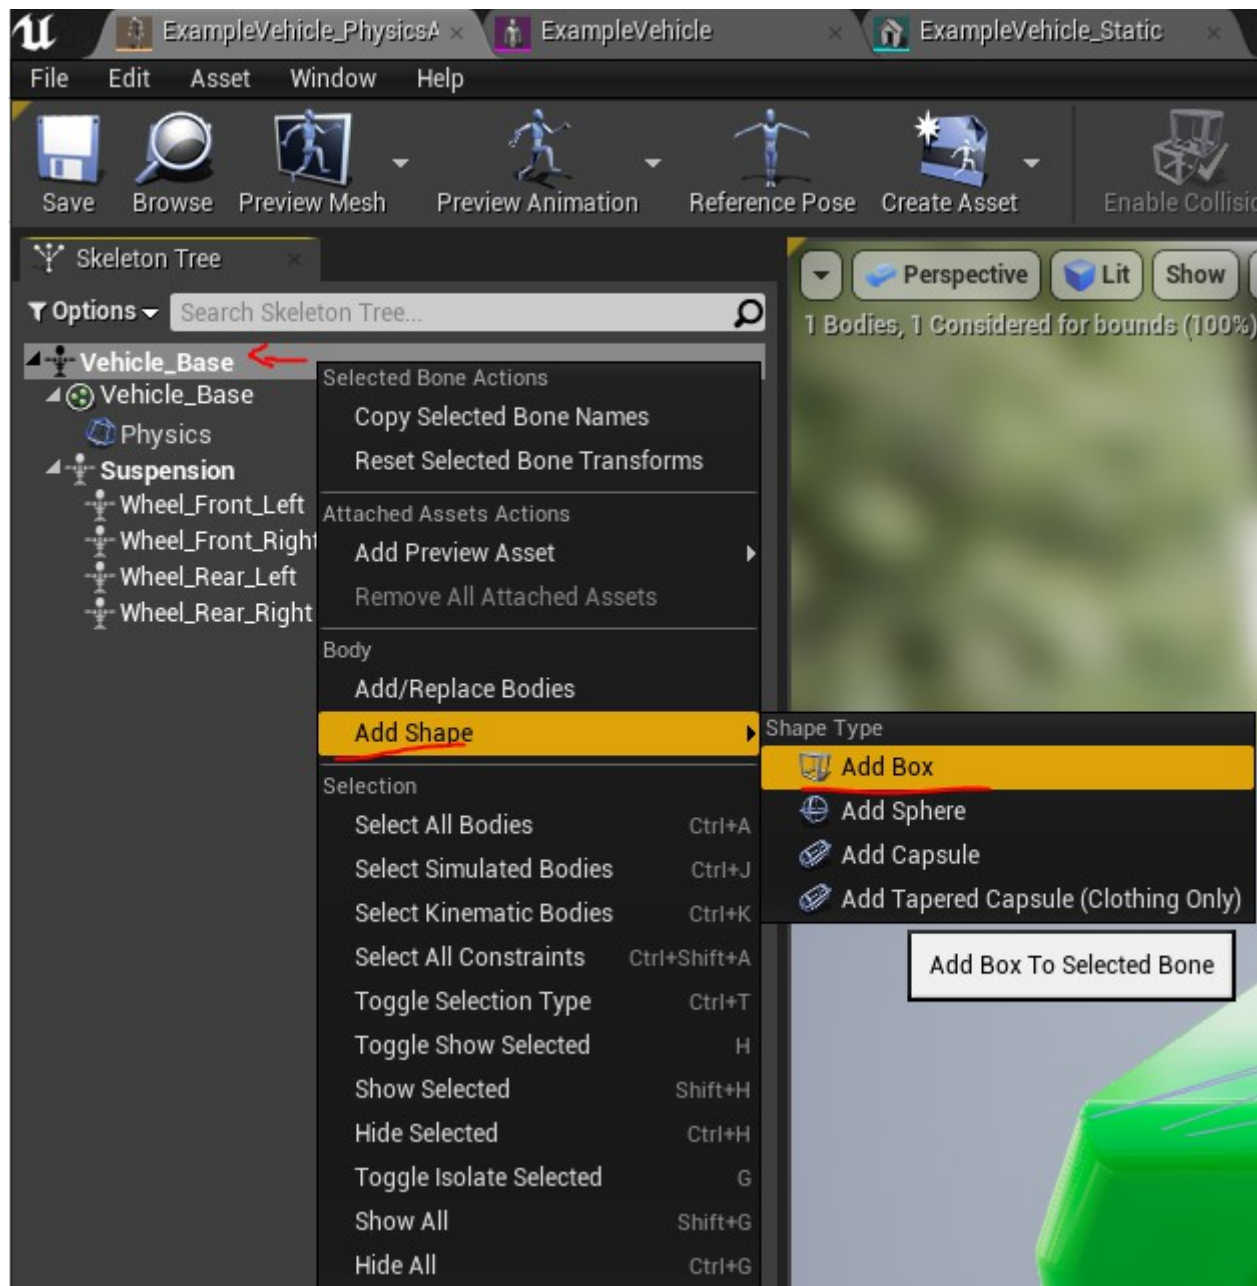 ExampleVehicle_PhysicsA
ExampleVehicle
ExampleVehicle_Static
File Edit Asset Window Help
Save Browse Preview Mesh Preview Animation Reference Pose Create Asset Enable Collisio
Skeleton Tree
Options
Search Skeleton Tree...
Perspective Lit Show
1 Bodies, 1 Considered for bounds (100%)
Vehicle_Base
Vehicle_Base
Physics
Suspension
Wheel_Front_Left
Wheel_Front_Right
Wheel_Rear_Left
Wheel_Rear_Right
Selected Bone Actions
Copy Selected Bone Names
Reset Selected Bone Transforms
Attached Assets Actions
Add Preview Asset
Remove All Attached Assets
Body
Add/Replace Bodies
Add Shape
Selection
Select All Bodies Ctrl+A
Select Simulated Bodies Ctrl+J
Select Kinematic Bodies Ctrl+K
Select All Constraints Ctrl+Shift+A
Toggle Selection Type Ctrl+T
Toggle Show Selected H
Show Selected Shift+H
Hide Selected Ctrl+H
Toggle Isolate Selected G
Show All Shift+G
Hide All Ctrl+G
Shape Type
Add Box
Add Sphere
Add Capsule
Add Tapered Capsule (Clothing Only)
Add Box To Selected Bone